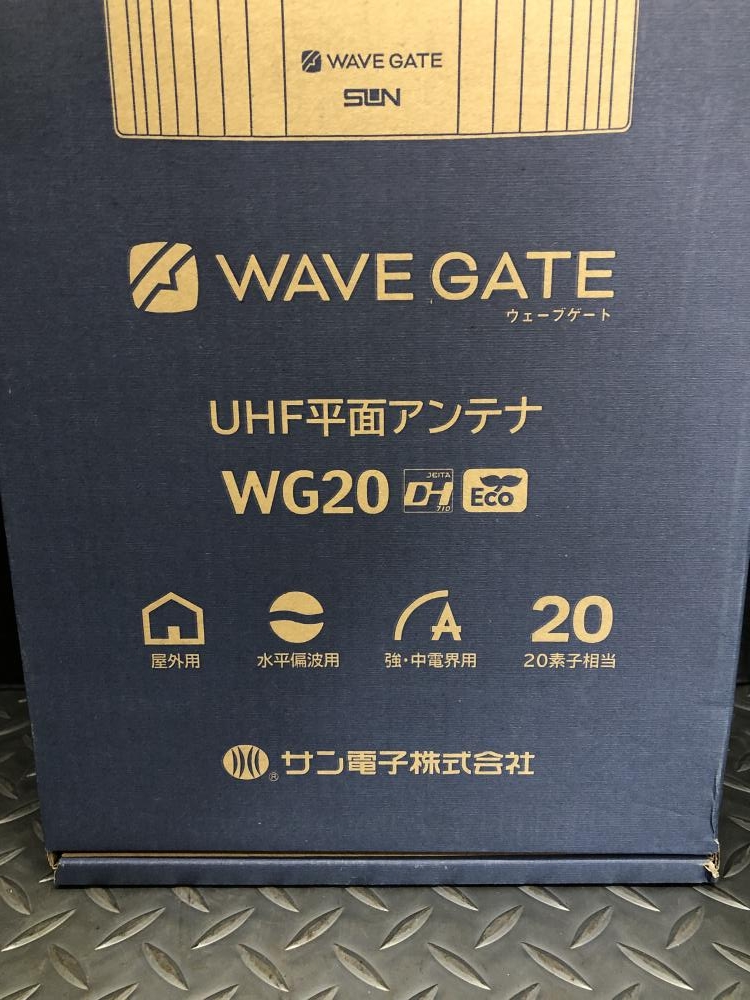 WAVE GATE
SUN
WAVE GATE
ウェーブゲート
UHF平面アンテナ
WG20 JEITA DH 710 Eco
屋外用 水平偏波用 強・中電界用 20 20素子相当
サン電子株式会社